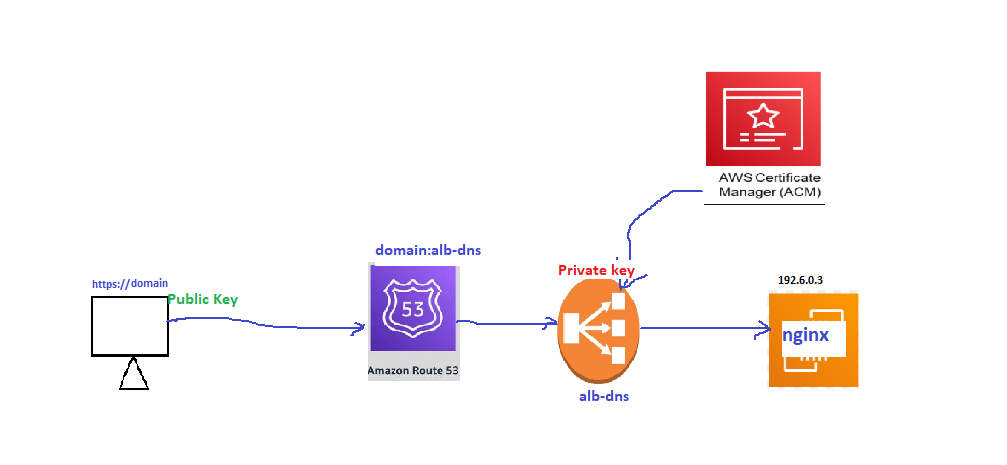 AWS Certificate
Manager (ACM)
domain:alb-dns
Private key
https://domain
Public Key
192.6.0.3
53
nginx
Amazon Route 53
alb-dns